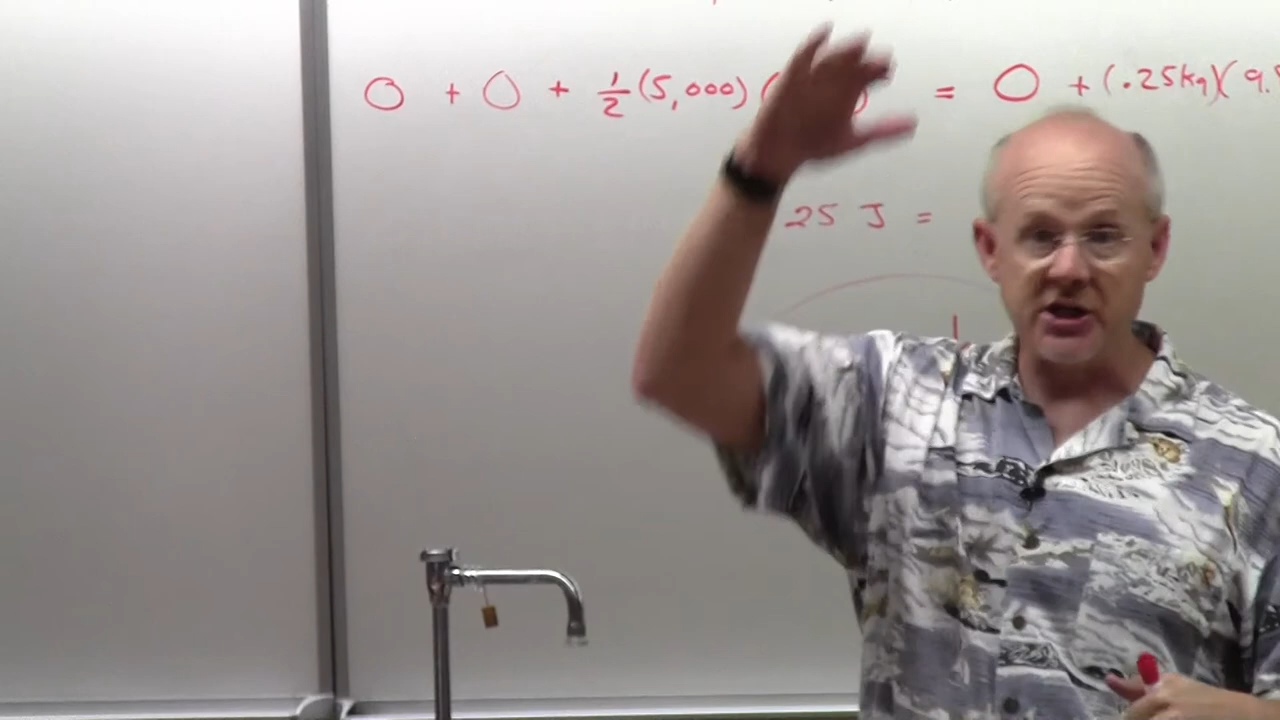 0 + 0 + 1/2 (5,000) ( ) = 0 + (.25kg)(9.
25 J =